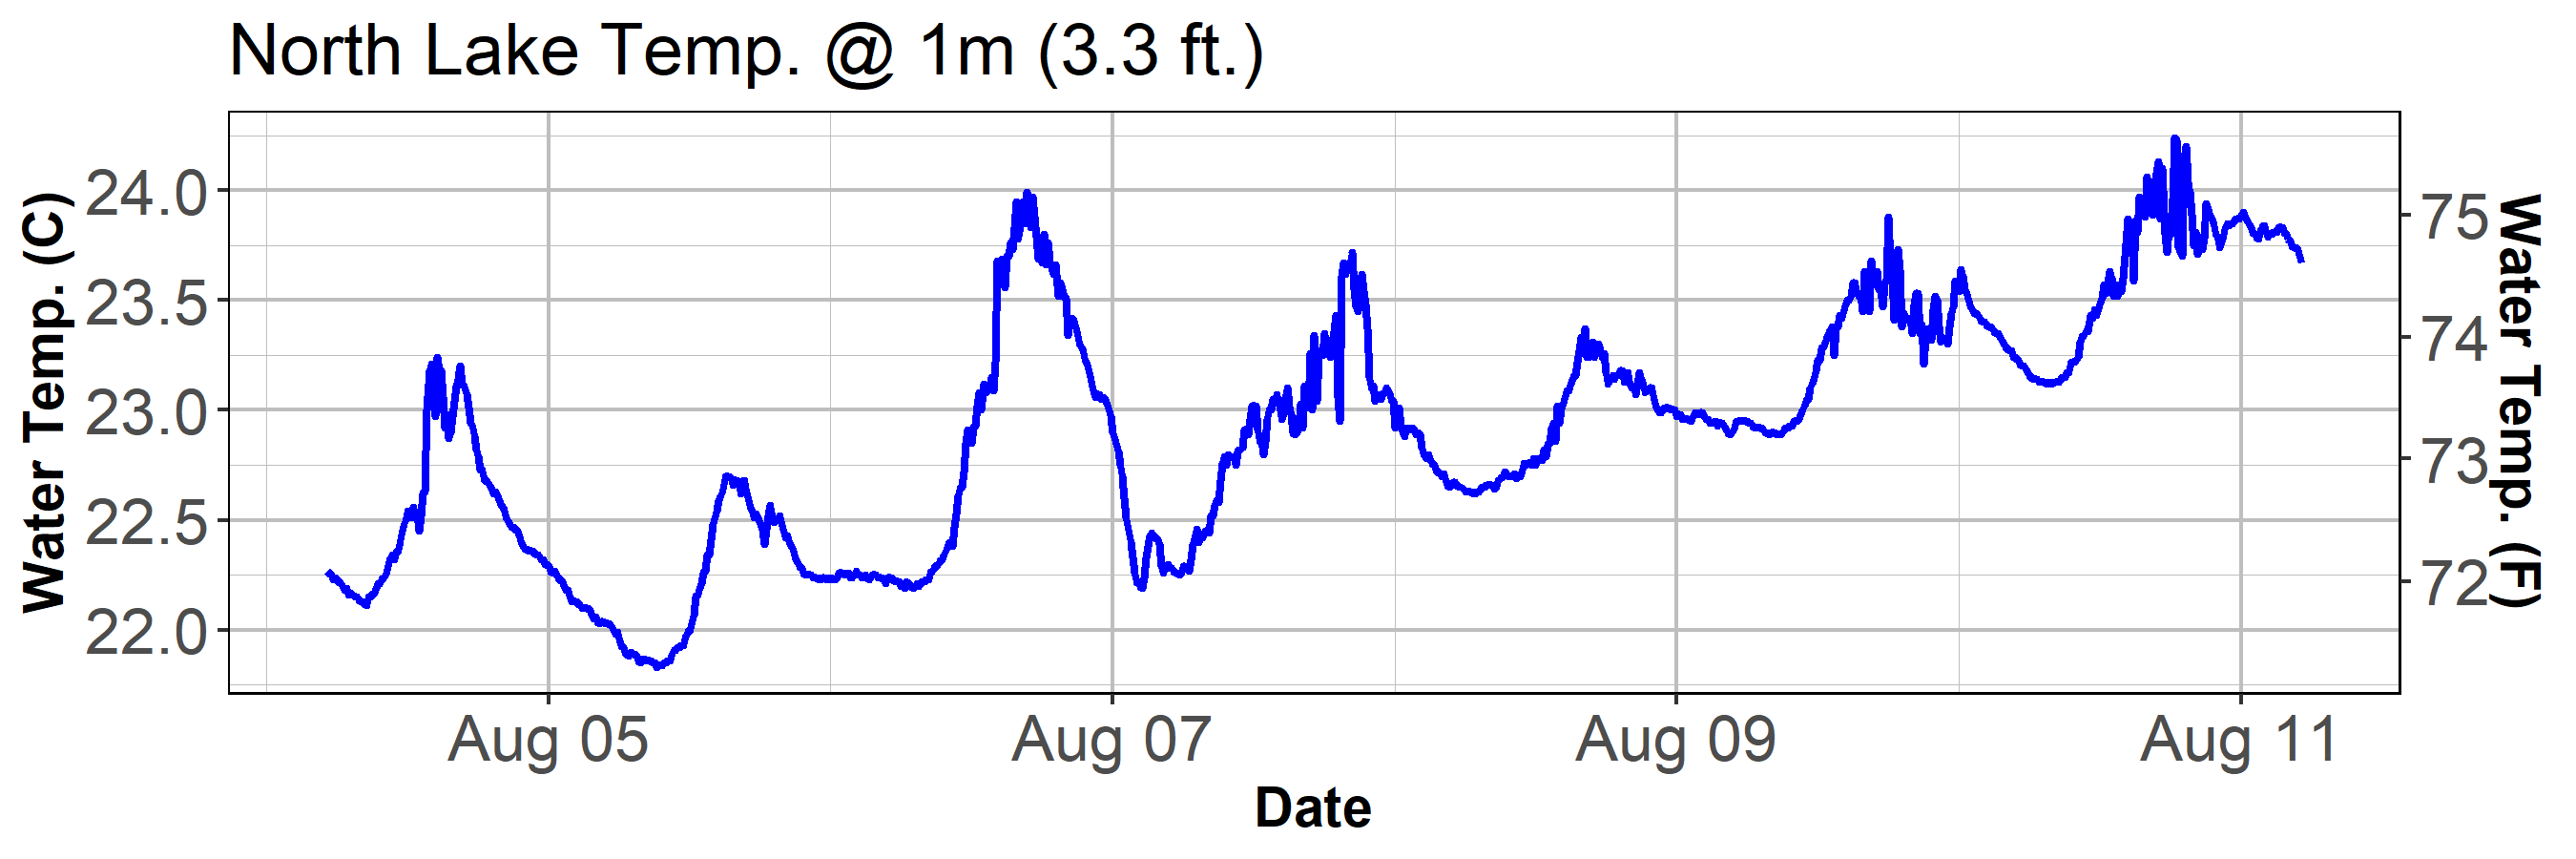 North Lake Temp. @ 1m (3.3 ft.)
Water Temp. (C)
24.0
23.5
23.0
22.5
22.0
75
74
73
72
Water Temp. (F)
Aug 05
Aug 07
Aug 09
Aug 11
Date